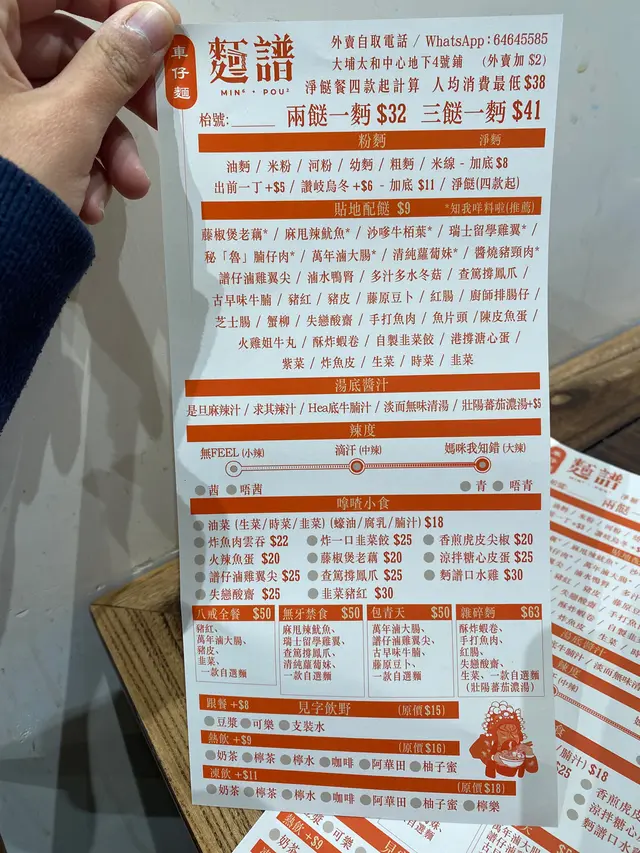 車仔麵
麵譜
MIN⁶ · POU²
外賣自取電話 / WhatsApp : 64645585
大埔太和中心地下4號鋪 (外賣加 $2)
淨餸餐四款起計算 人均消費最低 $38
枱號:
兩餸一麪 $32 三餸一麪 $41
粉麪 淨麪
油麪 / 米粉 / 河粉 / 幼麪 / 粗麪 / 米線 - 加底 $8
出前一丁+$5 / 讚岐烏冬+$6 - 加底 $11 / 淨餸(四款起)
貼地配餸 $9 *知我咩料啦(推薦)
藤椒煲老藕* / 麻甩辣魷魚* / 沙嗲牛栢葉* / 瑞士留學雞翼* /
秘「魯」腩仔肉* / 萬年滷大腸* / 清純蘿蔔妹* / 醬燒豬頸肉*
譜仔滷雞翼尖 / 滷水鴨腎 / 多汁多水冬菇 / 查篤撐鳳爪 /
古早味牛腩 / 豬紅 / 豬皮 / 藤原豆卜 / 紅腸 / 廚師排腸仔 /
芝士腸 / 蟹柳 / 失戀酸齋 / 手打魚肉 / 魚片頭 / 陳皮魚蛋 /
火雞姐牛丸 / 酥炸蝦卷 / 自製韭菜餃 / 港撐溏心蛋 /
紫菜 / 炸魚皮 / 生菜 / 時菜 / 韭菜
湯底醬汁
是旦麻辣汁 / 求其辣汁 / Hea底牛腩汁 / 淡而無味清湯 / 壯陽蕃茄濃湯+$5
辣度
無FEEL (小辣) 滴汗 (中辣) 媽咪我知錯 (大辣)
茜 唔茜 青 唔青
嗱喳小食
油菜 (生菜/時菜/韭菜) (蠔油/腐乳/腩汁) $18
炸魚肉雲吞 $22 炸一口韭菜餃 $25 香煎虎皮尖椒 $20
火辣魚蛋 $20 藤椒煲老藕 $20 涼拌糖心皮蛋 $25
譜仔滷雞翼尖 $25 查篤撐鳳爪 $25 麪譜口水雞 $30
失戀酸齋 $25 韭菜豬紅 $30
八戒全餐 $50
豬紅、
萬年滷大腸、
豬皮、
韭菜、
一款自選麵
無牙禁食 $50
麻甩辣魷魚、
瑞士留學雞翼、
查篤撐鳳爪、
清純蘿蔔妹、
一款自選麵
包青天 $50
萬年滷大腸、
譜仔滷雞翼尖、
古早味牛腩、
藤原豆卜、
一款自選麵
雜碎麵 $63
酥炸蝦卷、
手打魚肉、
紅腸、
失戀酸齋、
生菜、一款自選麵
(壯陽蕃茄濃湯)
跟餐 +$8 見字飲野 (原價$15)
豆漿 可樂 支裝水
熱飲 +$9 (原價$16)
奶茶 檸茶 檸水 咖啡 阿華田 柚子蜜
凍飲 +$11 (原價$18)
奶茶 檸茶 檸水 咖啡 阿華田 柚子蜜 檸樂